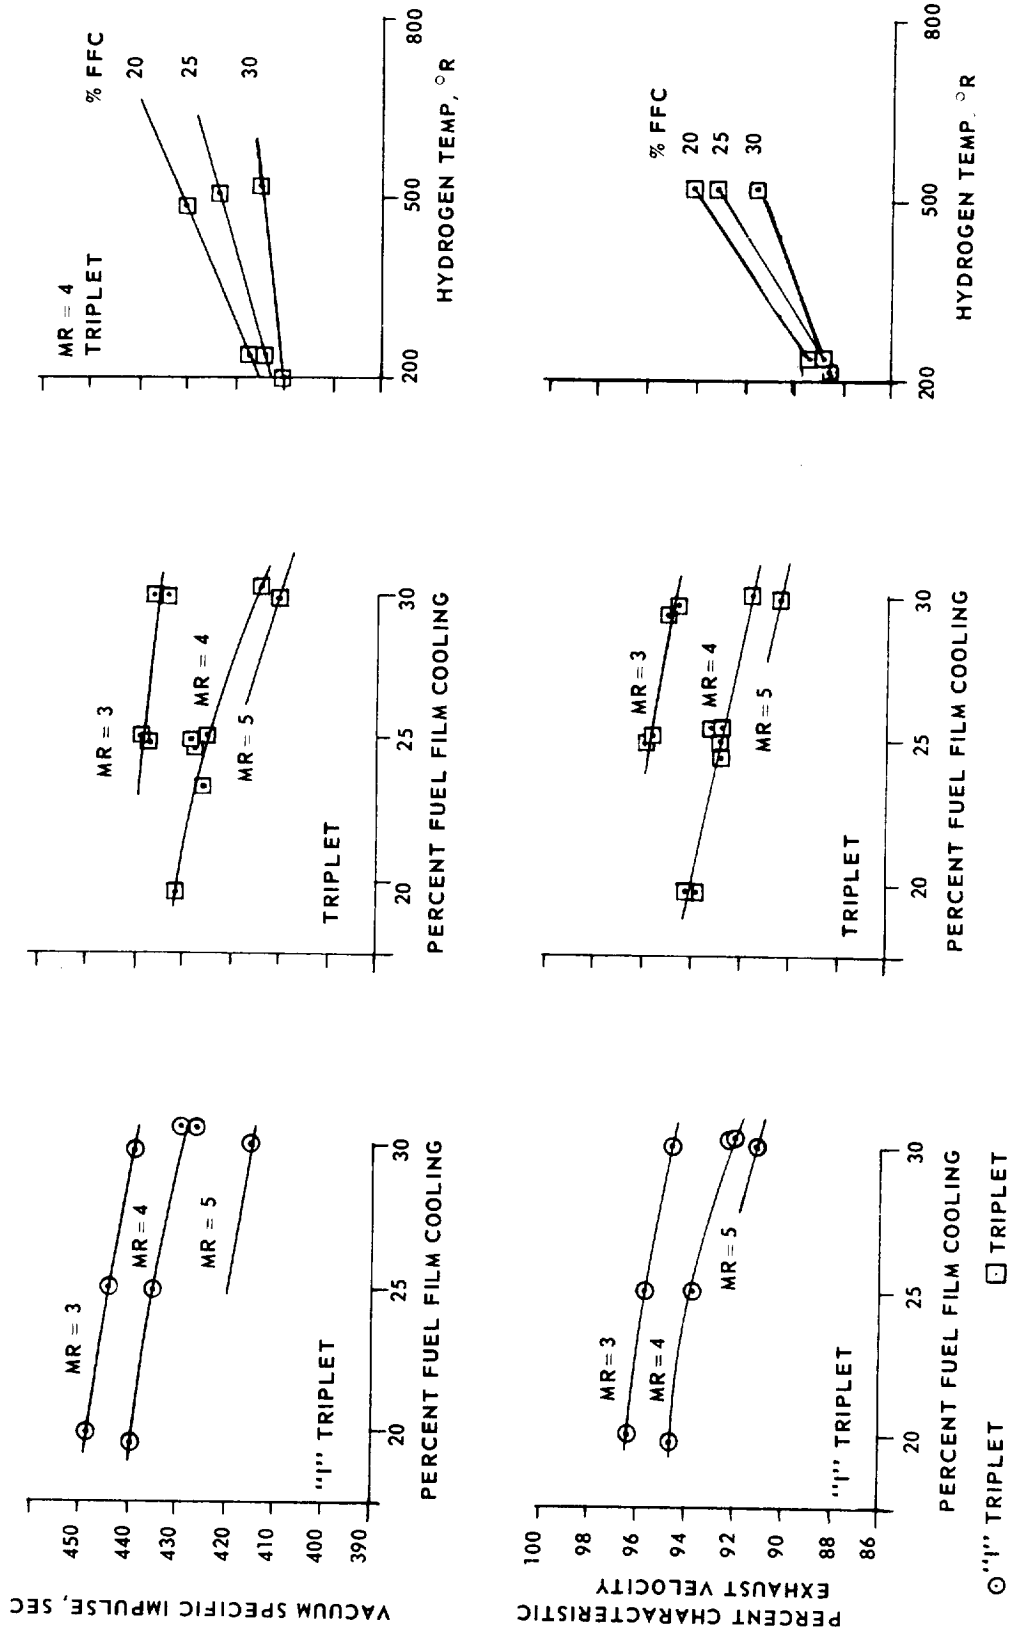 VACUUM SPECIFIC IMPULSE, SEC
450
440
430
420
410
400
390
MR = 3
MR = 4
MR = 5
"I" TRIPLET
20
25
30
PERCENT FUEL FILM COOLING
MR = 3
MR = 4
MR = 5
TRIPLET
20
25
30
PERCENT FUEL FILM COOLING
MR = 4
TRIPLET
% FFC
20
25
30
200
500
800
HYDROGEN TEMP, °R
PERCENT CHARACTERISTIC
EXHAUST VELOCITY
100
98
96
94
92
90
88
86
MR = 3
MR = 4
MR = 5
"I" TRIPLET
20
25
30
PERCENT FUEL FILM COOLING
MR = 3
MR = 4
MR = 5
TRIPLET
20
25
30
PERCENT FUEL FILM COOLING
% FFC
20
25
30
200
500
800
HYDROGEN TEMP. °R
"I" TRIPLET
TRIPLET